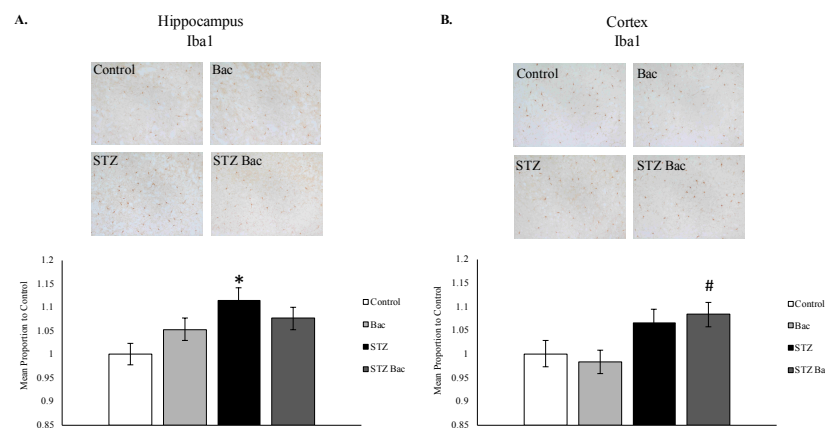 A.
Hippocampus
Iba1
Control
Bac
STZ
STZ Bac
1.2
1.15
1.1
1.05
1
0.95
0.9
0.85
Mean Proportion to Control
*
Control
Bac
STZ
STZ Bac
B.
Cortex
Iba1
Control
Bac
STZ
STZ Bac
1.2
1.15
1.1
1.05
1
0.95
0.9
0.85
Mean Proportion to Control
#
Control
Bac
STZ
STZ Ba